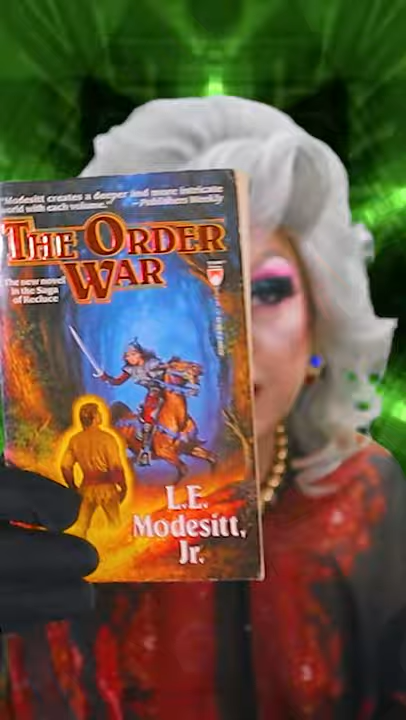 "Modesitt creates a deeper and more intricate
world with each volume." —Publishers Weekly
THE ORDER
WAR
The new novel
in the Saga
of Recluce
L.E.
Modesitt,
Jr.